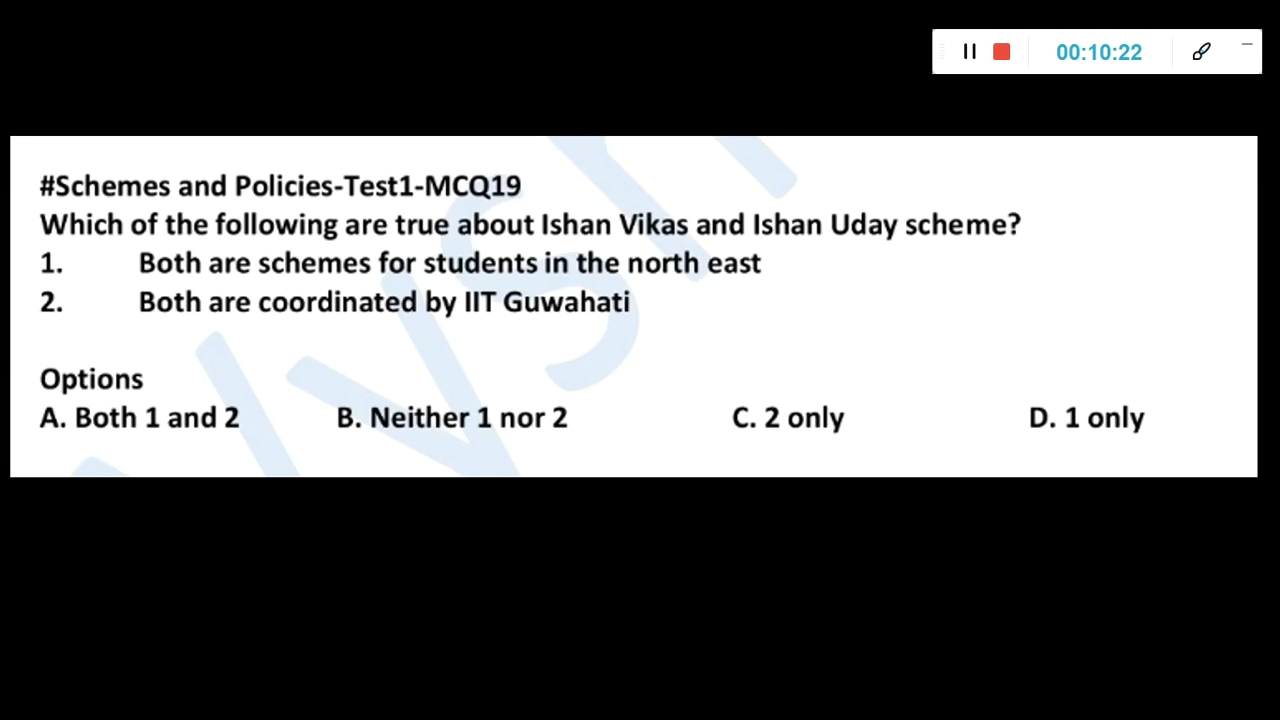 00:10:22
#Schemes and Policies-Test1-MCQ19
Which of the following are true about Ishan Vikas and Ishan Uday scheme?
1. Both are schemes for students in the north east
2. Both are coordinated by IIT Guwahati
Options
A. Both 1 and 2 B. Neither 1 nor 2 C. 2 only D. 1 only